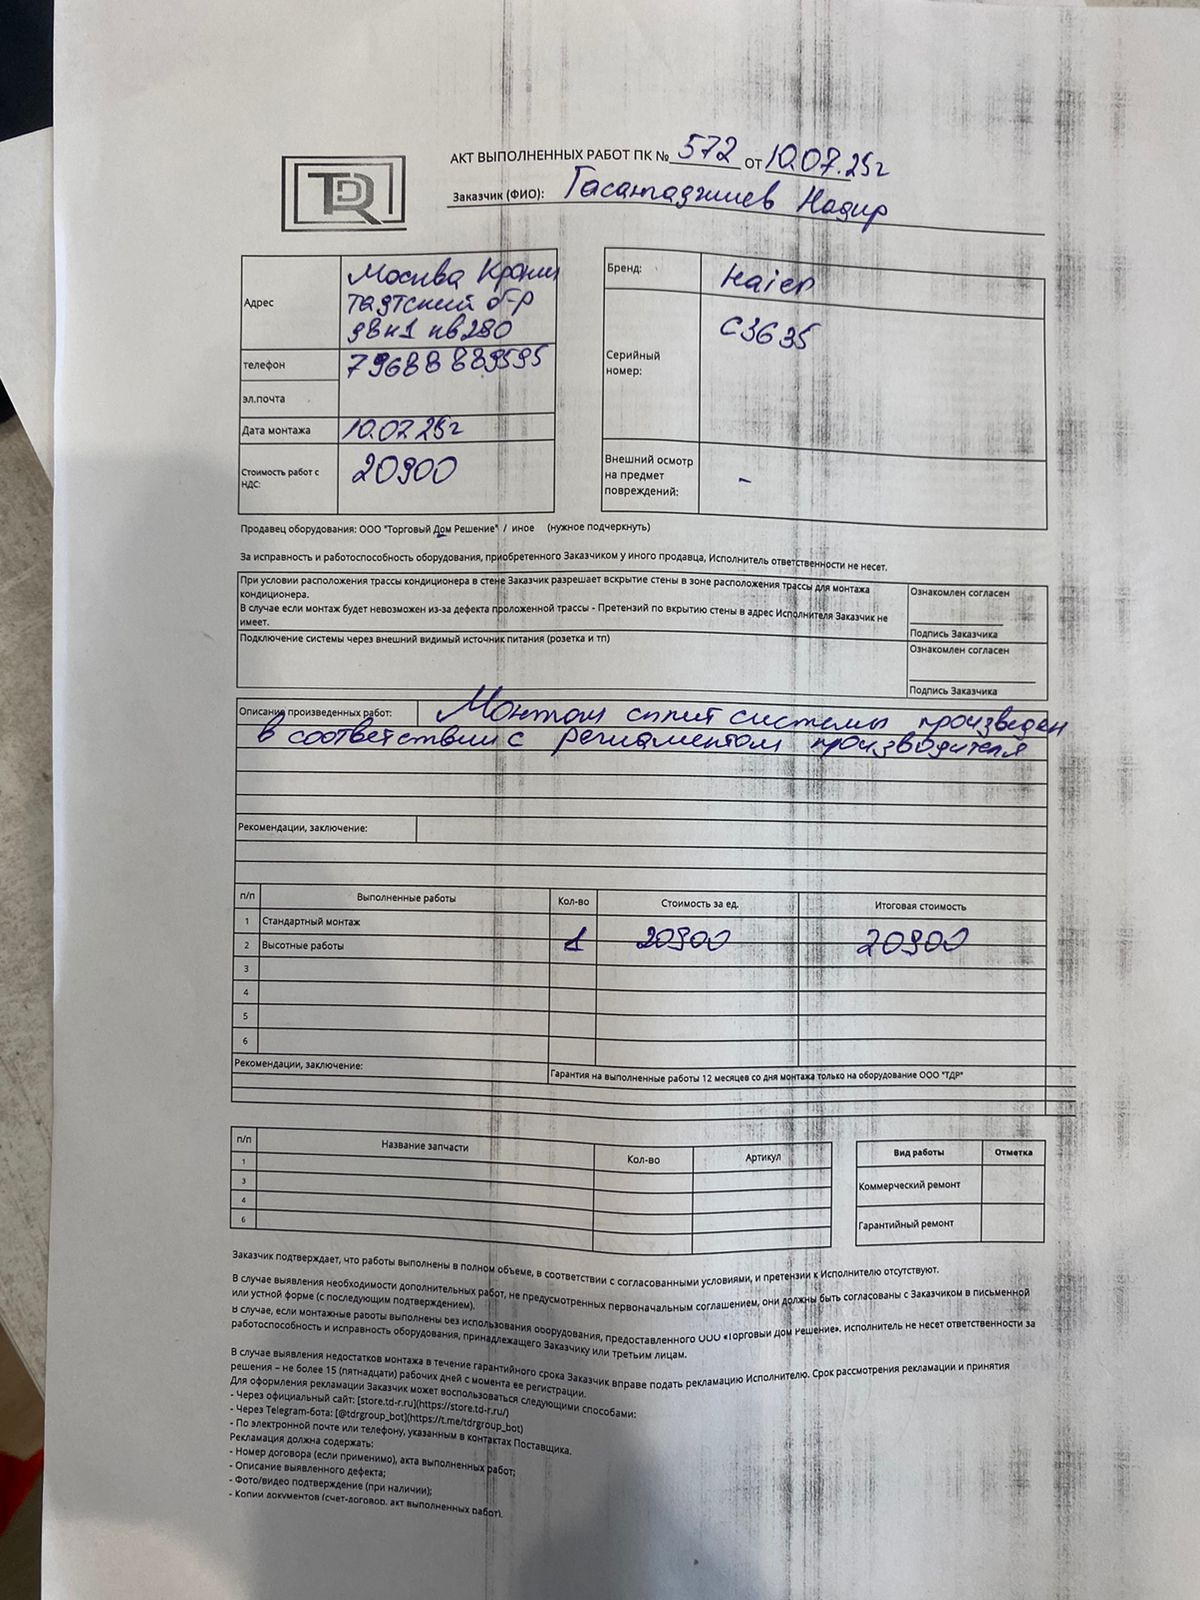 TDR
АКТ ВЫПОЛНЕННЫХ РАБОТ ПК № 572 от 10.07.25г
Заказчик (ФИО): Гасангаджиев Надир
Адрес
Москва Кронш
тадтский б-р
д8к1 кв280
телефон 79688889595
эл.почта
Дата монтажа 10.07.25г
Стоимость работ с
НДС:
20900
Бренд: Haier
Серийный
номер:
C3G35
Внешний осмотр
на предмет
повреждений:
-
Продавец оборудования: ООО "Торговый Дом Решение" / иное (нужное подчеркнуть)
За исправность и работоспособность оборудования, приобретенного Заказчиком у иного продавца, Исполнитель ответственности не несет.
При условии расположения трассы кондиционера в стене Заказчик разрешает вскрытие стены в зоне расположения трассы для монтажа
кондиционера.
В случае если монтаж будет невозможен из-за дефекта проложенной трассы - Претензий по вкрытию стены в адрес Исполнителя Заказчик не
имеет.
Ознакомлен согласен
Подпись Заказчика
Подключение системы через внешний видимый источник питания (розетка и тп)
Ознакомлен согласен
Подпись Заказчика
Описание произведенных работ: Монтаж сплит системы произведен
в соответствии с регламентом производителя
Рекомендации, заключение:
п/п Выполненные работы Кол-во Стоимость за ед. Итоговая стоимость
1 Стандартный монтаж 1 20900 20900
2 Высотные работы
3
4
5
6
Рекомендации, заключение:
Гарантия на выполненные работы 12 месяцев со дня монтажа только на оборудование ООО "ТДР"
п/п Название запчасти Кол-во Артикул
1
3
4
6
Вид работы Отметка
Коммерческий ремонт
Гарантийный ремонт
Заказчик подтверждает, что работы выполнены в полном объеме, в соответствии с согласованными условиями, и претензии к Исполнителю отсутствуют.
В случае выявления необходимости дополнительных работ, не предусмотренных первоначальным соглашением, они должны быть согласованы с Заказчиком в письменной
или устной форме (с последующим подтверждением).
В случае, если монтажные работы выполнены без использования оборудования, предоставленного ООО «Торговый Дом Решение». Исполнитель не несет ответственности за
работоспособность и исправность оборудования, принадлежащего Заказчику или третьим лицам.
В случае выявления недостатков монтажа в течение гарантийного срока Заказчик вправе подать рекламацию Исполнителю. Срок рассмотрения рекламации и принятия
решения – не более 15 (пятнадцати) рабочих дней с момента ее регистрации.
Для оформления рекламации Заказчик может воспользоваться следующими способами:
- Через официальный сайт: [store.td-r.ru](https://store.td-r.ru/)
- Через Telegram-бота: [@tdrgroup_bot](https://t.me/tdrgroup_bot)
- По электронной почте или телефону, указанным в контактах Поставщика.
Рекламация должна содержать:
- Номер договора (если применимо), акта выполненных работ;
- Описание выявленного дефекта;
- Фото/видео подтверждение (при наличии);
- Копии документов (счет-договор, акт выполненных работ).